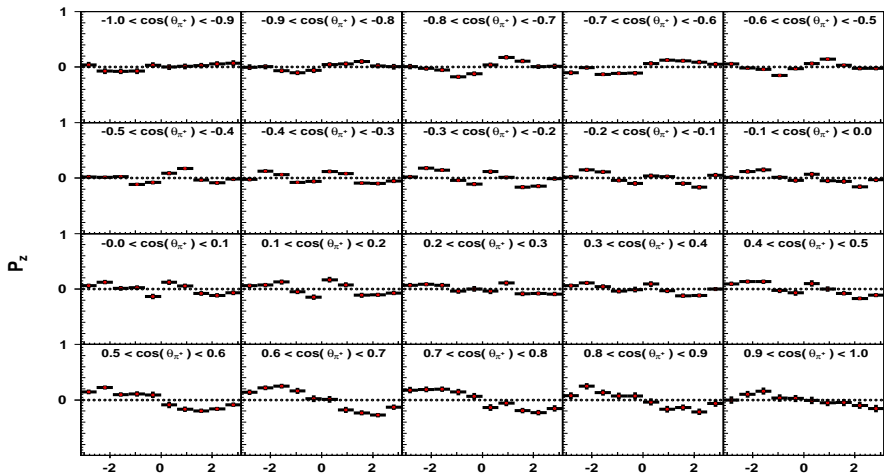 1 -1.0 < cos(θπ+) < -0.9 -0.9 < cos(θπ+) < -0.8 -0.8 < cos(θπ+) < -0.7 -0.7 < cos(θπ+) < -0.6 -0.6 < cos(θπ+) < -0.5
0
1 -0.5 < cos(θπ+) < -0.4 -0.4 < cos(θπ+) < -0.3 -0.3 < cos(θπ+) < -0.2 -0.2 < cos(θπ+) < -0.1 -0.1 < cos(θπ+) < 0.0
0
1 -0.0 < cos(θπ+) < 0.1 0.1 < cos(θπ+) < 0.2 0.2 < cos(θπ+) < 0.3 0.3 < cos(θπ+) < 0.4 0.4 < cos(θπ+) < 0.5
Pz
0
1 0.5 < cos(θπ+) < 0.6 0.6 < cos(θπ+) < 0.7 0.7 < cos(θπ+) < 0.8 0.8 < cos(θπ+) < 0.9 0.9 < cos(θπ+) < 1.0
0
-2 0 2 -2 0 2 -2 0 2 -2 0 2 -2 0 2